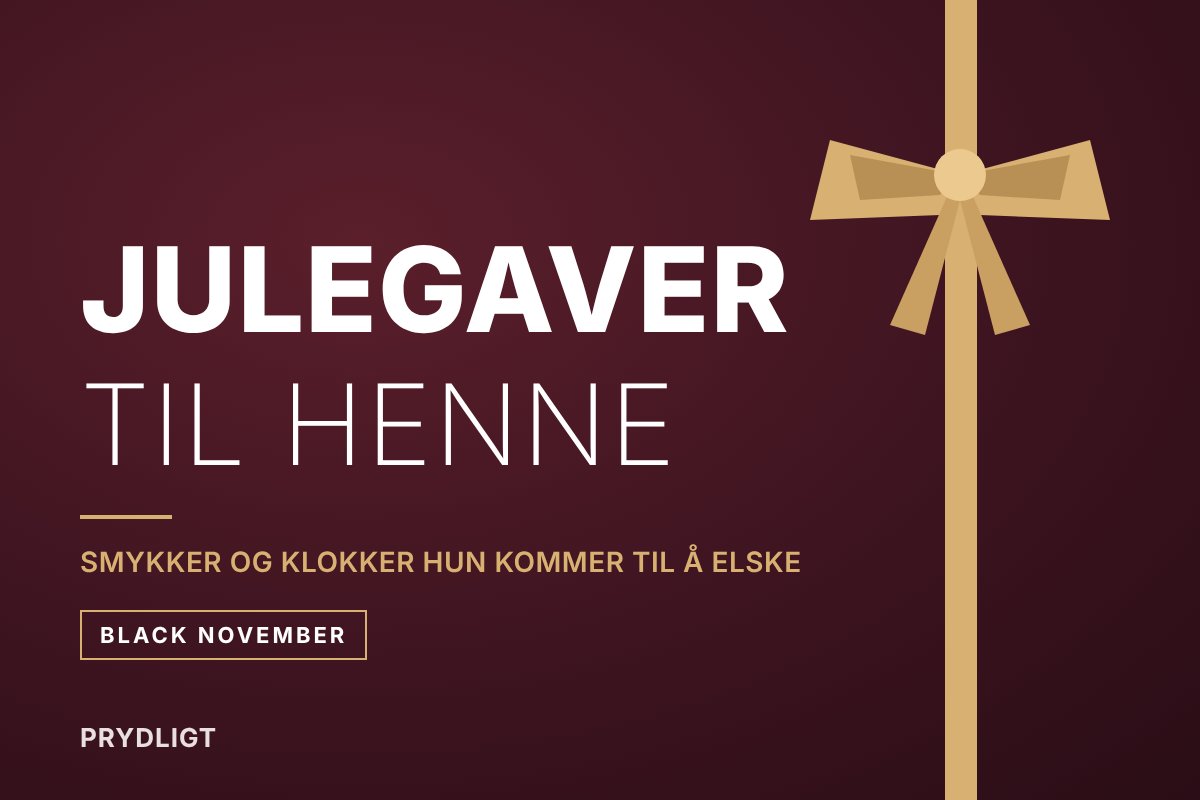 JULEGAVER
TIL HENNE
SMYKKER OG KLOKKER HUN KOMMER TIL Å ELSKE
BLACK NOVEMBER
PRYDLIGT